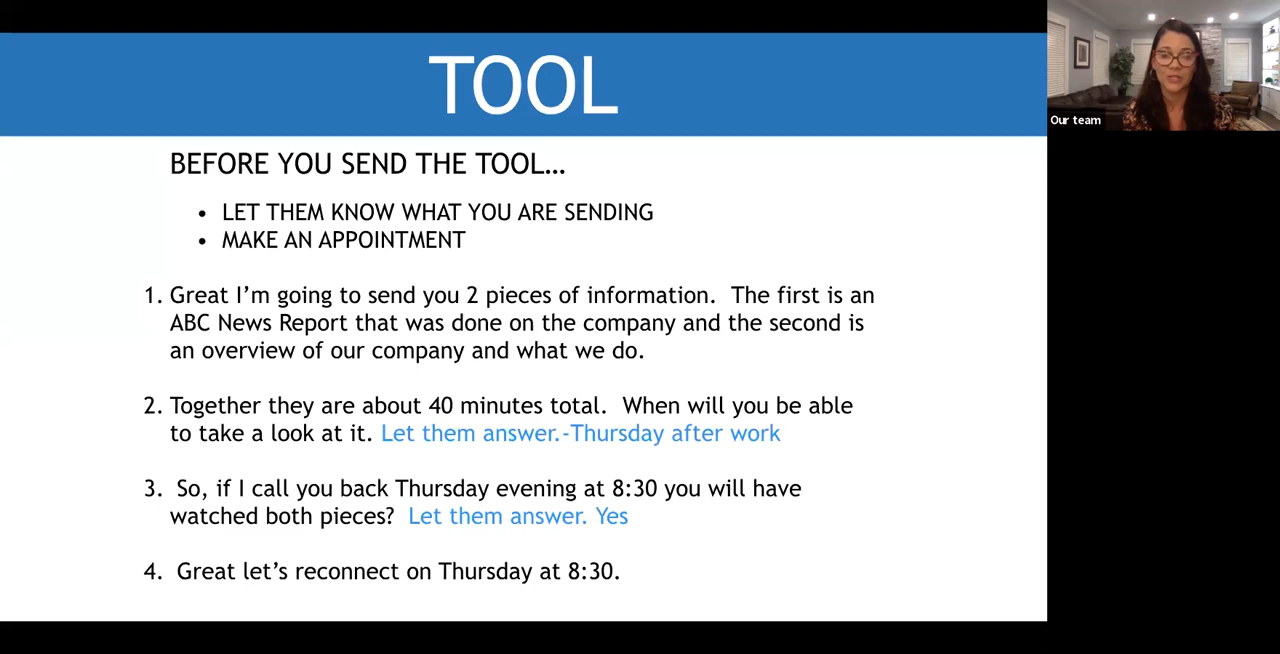 TOOL
BEFORE YOU SEND THE TOOL...
• LET THEM KNOW WHAT YOU ARE SENDING
• MAKE AN APPOINTMENT
1. Great I'm going to send you 2 pieces of information.  The first is an
ABC News Report that was done on the company and the second is
an overview of our company and what we do.
2. Together they are about 40 minutes total.  When will you be able
to take a look at it. Let them answer.-Thursday after work
3.  So, if I call you back Thursday evening at 8:30 you will have
watched both pieces?  Let them answer. Yes
4.  Great let's reconnect on Thursday at 8:30.
Our team